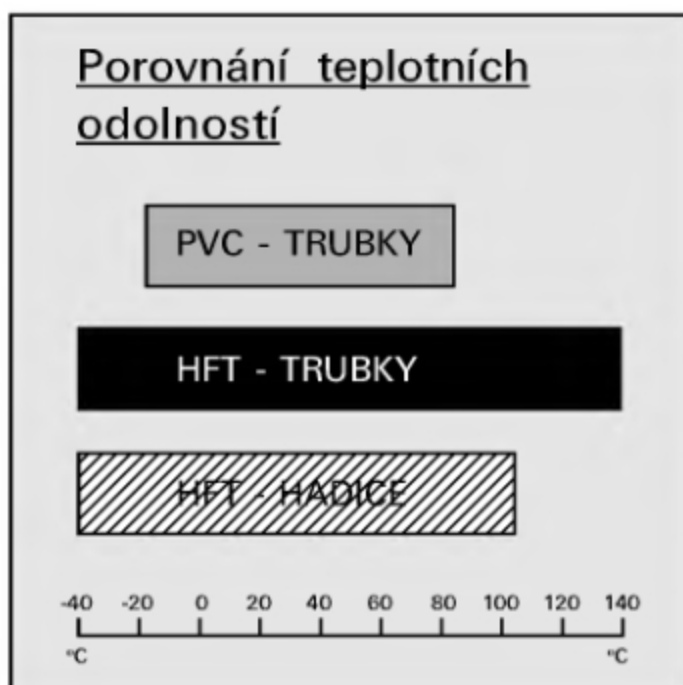 Porovnání teplotních
odolností
PVC - TRUBKY
HFT - TRUBKY
HFT - HADICE
-40 -20 0 20 40 60 80 100 120 140
°C °C